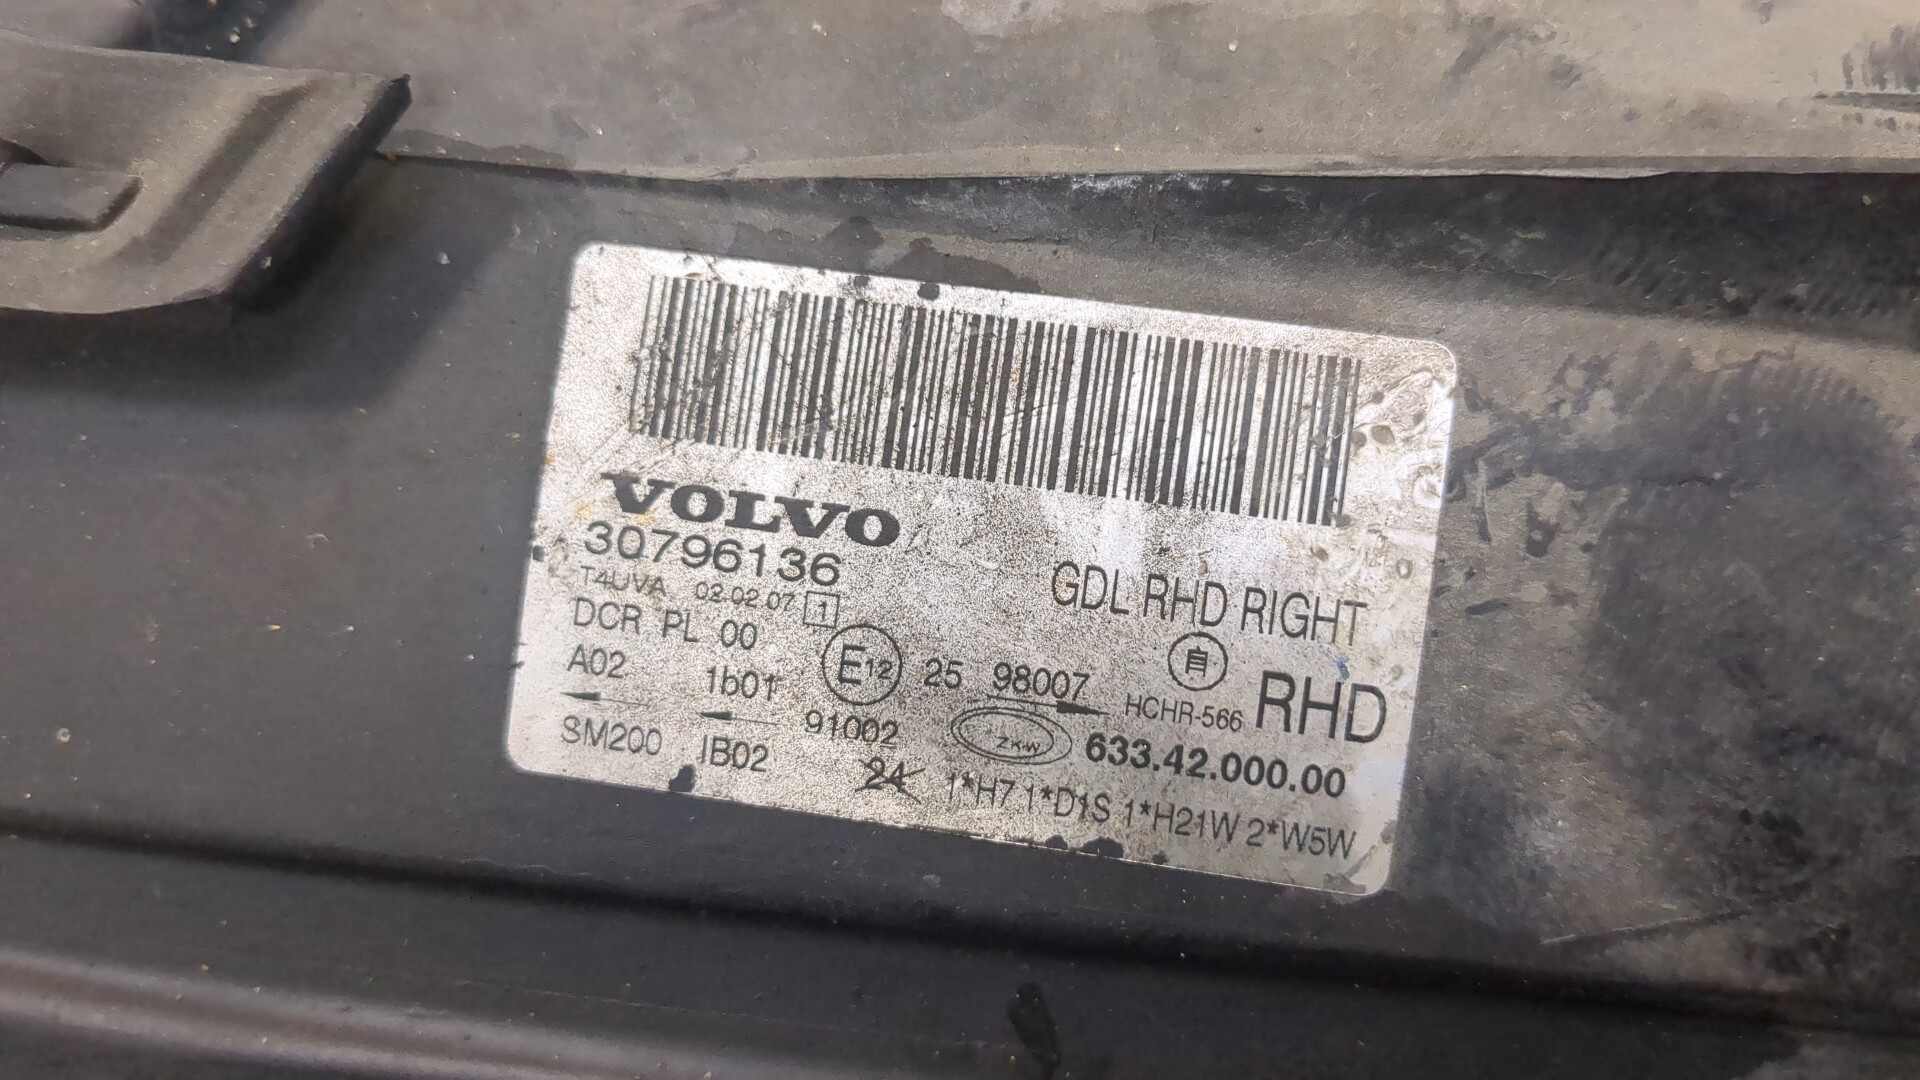 VOLVO
30796136
T4UVA 02.02.07 1
GDL RHD RIGHT
DCR PL 00
A02 1b01 E12 25 98007 自
HCHR-566 RHD
SM200 IB02 91002 ZKW 633.42.000.00
24 1*H7 1*D1S 1*H21W 2*W5W